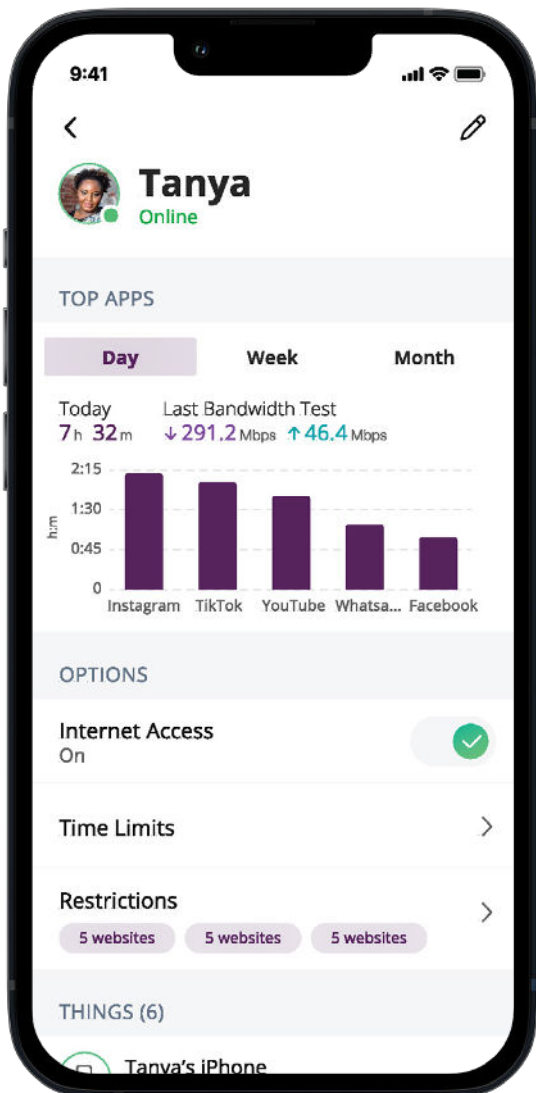 9:41
Tanya
Online
TOP APPS
Day Week Month
Today Last Bandwidth Test
7h 32m ↓291.2 Mbps ↑46.4 Mbps
2:15
1:30
h:m
0:45
0
Instagram TikTok YouTube Whatsa... Facebook
OPTIONS
Internet Access
On
Time Limits
Restrictions
5 websites 5 websites 5 websites
THINGS (6)
Tanya's iPhone